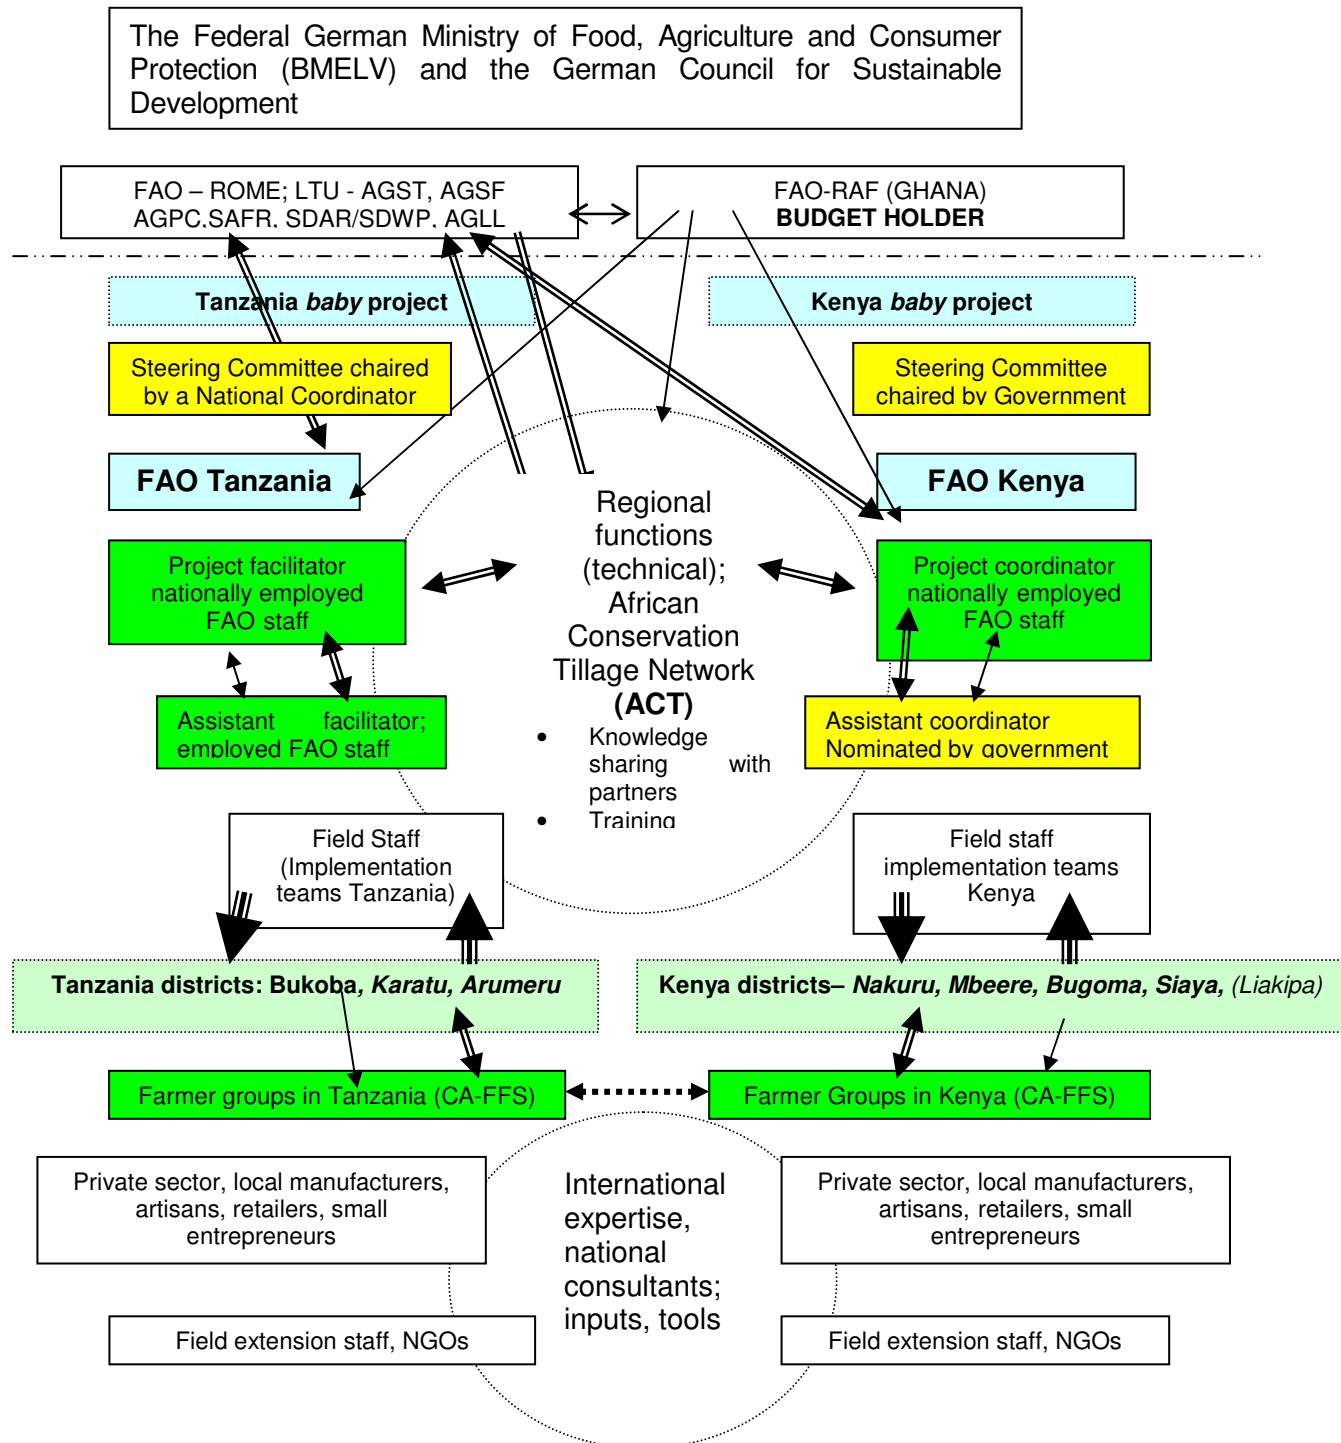 The Federal German Ministry of Food, Agriculture and Consumer
Protection (BMELV) and the German Council for Sustainable
Development
FAO – ROME; LTU - AGST, AGSF
AGPC,SAFR, SDAR/SDWP, AGLL
FAO-RAF (GHANA)
BUDGET HOLDER
Tanzania baby project
Kenya baby project
Steering Committee chaired
by a National Coordinator
Steering Committee
chaired by Government
FAO Tanzania
FAO Kenya
Regional
functions
(technical);
African
Conservation
Tillage Network
(ACT)
• Knowledge
sharing with
partners
• Training
Project facilitator
nationally employed
FAO staff
Project coordinator
nationally employed
FAO staff
Assistant facilitator;
employed FAO staff
Assistant coordinator
Nominated by government
Field Staff
(Implementation
teams Tanzania)
Field staff
implementation teams
Kenya
Tanzania districts: Bukoba, Karatu, Arumeru
Kenya districts– Nakuru, Mbeere, Bugoma, Siaya, (Liakipa)
Farmer groups in Tanzania (CA-FFS)
Farmer Groups in Kenya (CA-FFS)
Private sector, local manufacturers,
artisans, retailers, small
entrepreneurs
International
expertise,
national
consultants;
inputs, tools
Private sector, local manufacturers,
artisans, retailers, small
entrepreneurs
Field extension staff, NGOs
Field extension staff, NGOs